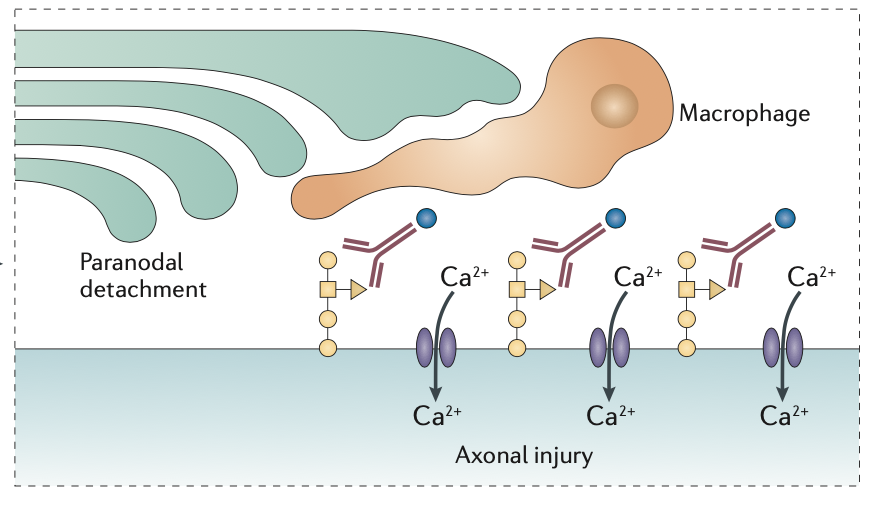 Macrophage
Paranodal
detachment
Ca²⁺
Ca²⁺
Ca²⁺
Ca²⁺
Ca²⁺
Ca²⁺
Axonal injury